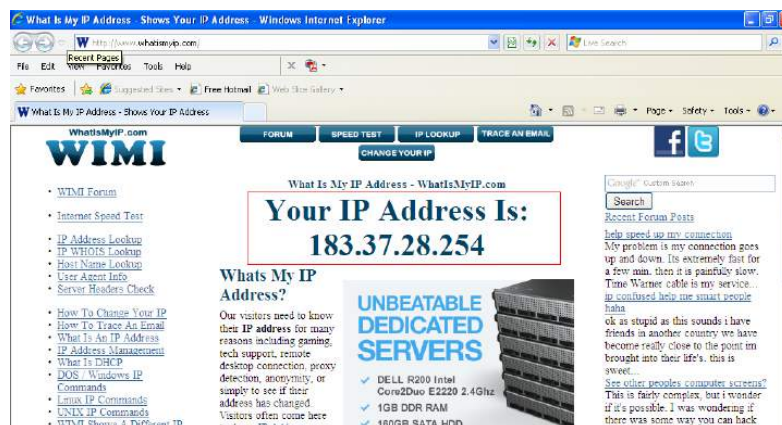 What Is My IP Address - Shows Your IP Address - Windows Internet Explorer
http://www.whatismyip.com/
Live Search
Recent Pages
File Edit View Favorites Tools Help
Favorites Suggested Sites Free Hotmail Web Slice Gallery
What Is My IP Address - Shows Your IP Address
Page Safety Tools
WhatIsMyIP.com
WIMI
FORUM SPEED TEST IP LOOKUP TRACE AN EMAIL
CHANGE YOUR IP
WIMI Forum
Internet Speed Test
IP Address Lookup
IP WHOIS Lookup
Host Name Lookup
User Agent Info
Server Headers Check
How To Change Your IP
How To Trace An Email
What Is An IP Address
IP Address Management
What Is DHCP
DOS / Windows IP
Commands
Linux IP Commands
UNIX IP Commands
WIMI Shows A Different IP
What Is My IP Address - WhatIsMyIP.com
Your IP Address Is:
183.37.28.254
Whats My IP
Address?
Our visitors need to know
their IP address for many
reasons including gaming,
tech support, remote
desktop connection, proxy
detection, anonymity, or
simply to see if their
address has changed.
Visitors often come here
UNBEATABLE
DEDICATED
SERVERS
DELL R200 Intel
Core2Duo E2220 2.4Ghz
1GB DDR RAM
160GB SATA HDD
Google Custom Search
Search
Recent Forum Posts
help speed up my connection
My problem is my connection goes
up and down. Its extremely fast for
a few min. then it is painfully slow.
Time Warner cable is my service...
ip confused help me smart people
haha
ok as stupid as this sounds i have
friends in another country we have
become really close to the point im
brought into their life's. this is
sweet...
See other peoples computer screens?
This is fairly complex, but i wonder
if it's possible. I was wondering if
there was some way you can hack